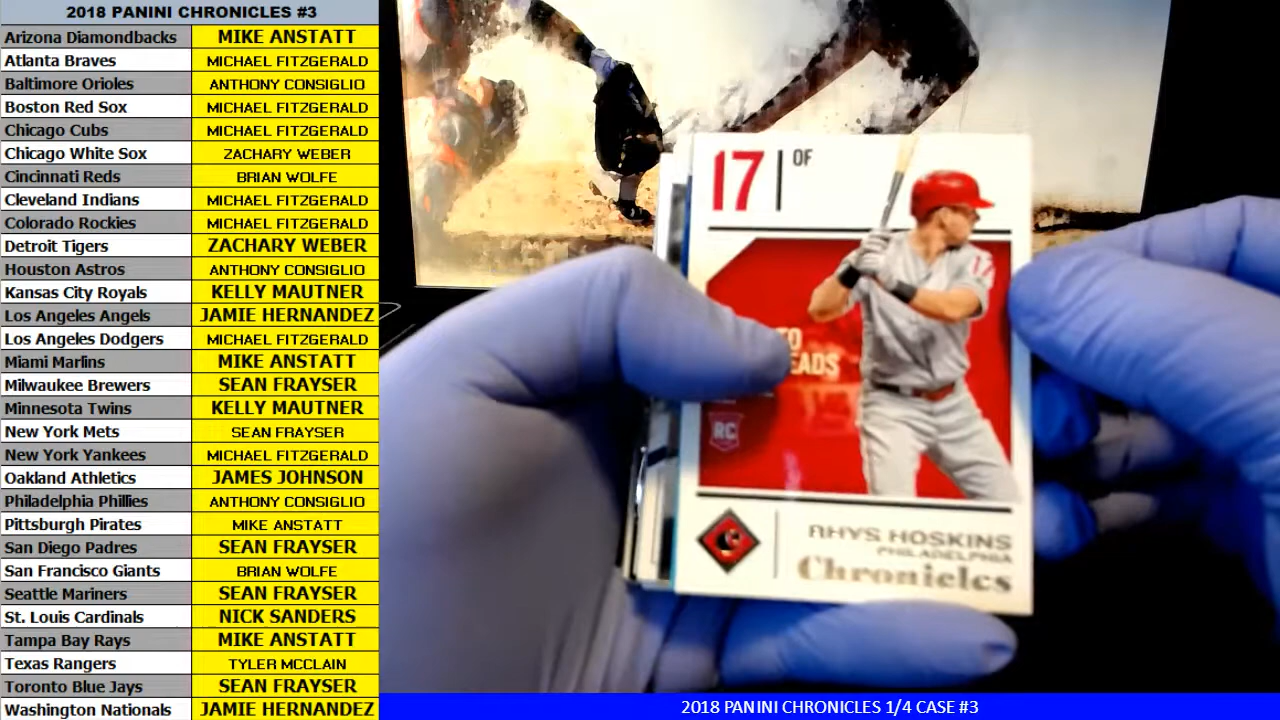 2018 PANINI CHRONICLES #3
Arizona Diamondbacks MIKE ANSTATT
Atlanta Braves MICHAEL FITZGERALD
Baltimore Orioles ANTHONY CONSIGLIO
Boston Red Sox MICHAEL FITZGERALD
Chicago Cubs MICHAEL FITZGERALD
Chicago White Sox ZACHARY WEBER
Cincinnati Reds BRIAN WOLFE
Cleveland Indians MICHAEL FITZGERALD
Colorado Rockies MICHAEL FITZGERALD
Detroit Tigers ZACHARY WEBER
Houston Astros ANTHONY CONSIGLIO
Kansas City Royals KELLY MAUTNER
Los Angeles Angels JAMIE HERNANDEZ
Los Angeles Dodgers MICHAEL FITZGERALD
Miami Marlins MIKE ANSTATT
Milwaukee Brewers SEAN FRAYSER
Minnesota Twins KELLY MAUTNER
New York Mets SEAN FRAYSER
New York Yankees MICHAEL FITZGERALD
Oakland Athletics JAMES JOHNSON
Philadelphia Phillies ANTHONY CONSIGLIO
Pittsburgh Pirates MIKE ANSTATT
San Diego Padres SEAN FRAYSER
San Francisco Giants BRIAN WOLFE
Seattle Mariners SEAN FRAYSER
St. Louis Cardinals NICK SANDERS
Tampa Bay Rays MIKE ANSTATT
Texas Rangers TYLER MCCLAIN
Toronto Blue Jays SEAN FRAYSER
Washington Nationals JAMIE HERNANDEZ
17 OF
17
RC
RHYS HOSKINS
PHILADELPHIA
Chronicles
2018 PANINI CHRONICLES 1/4 CASE #3